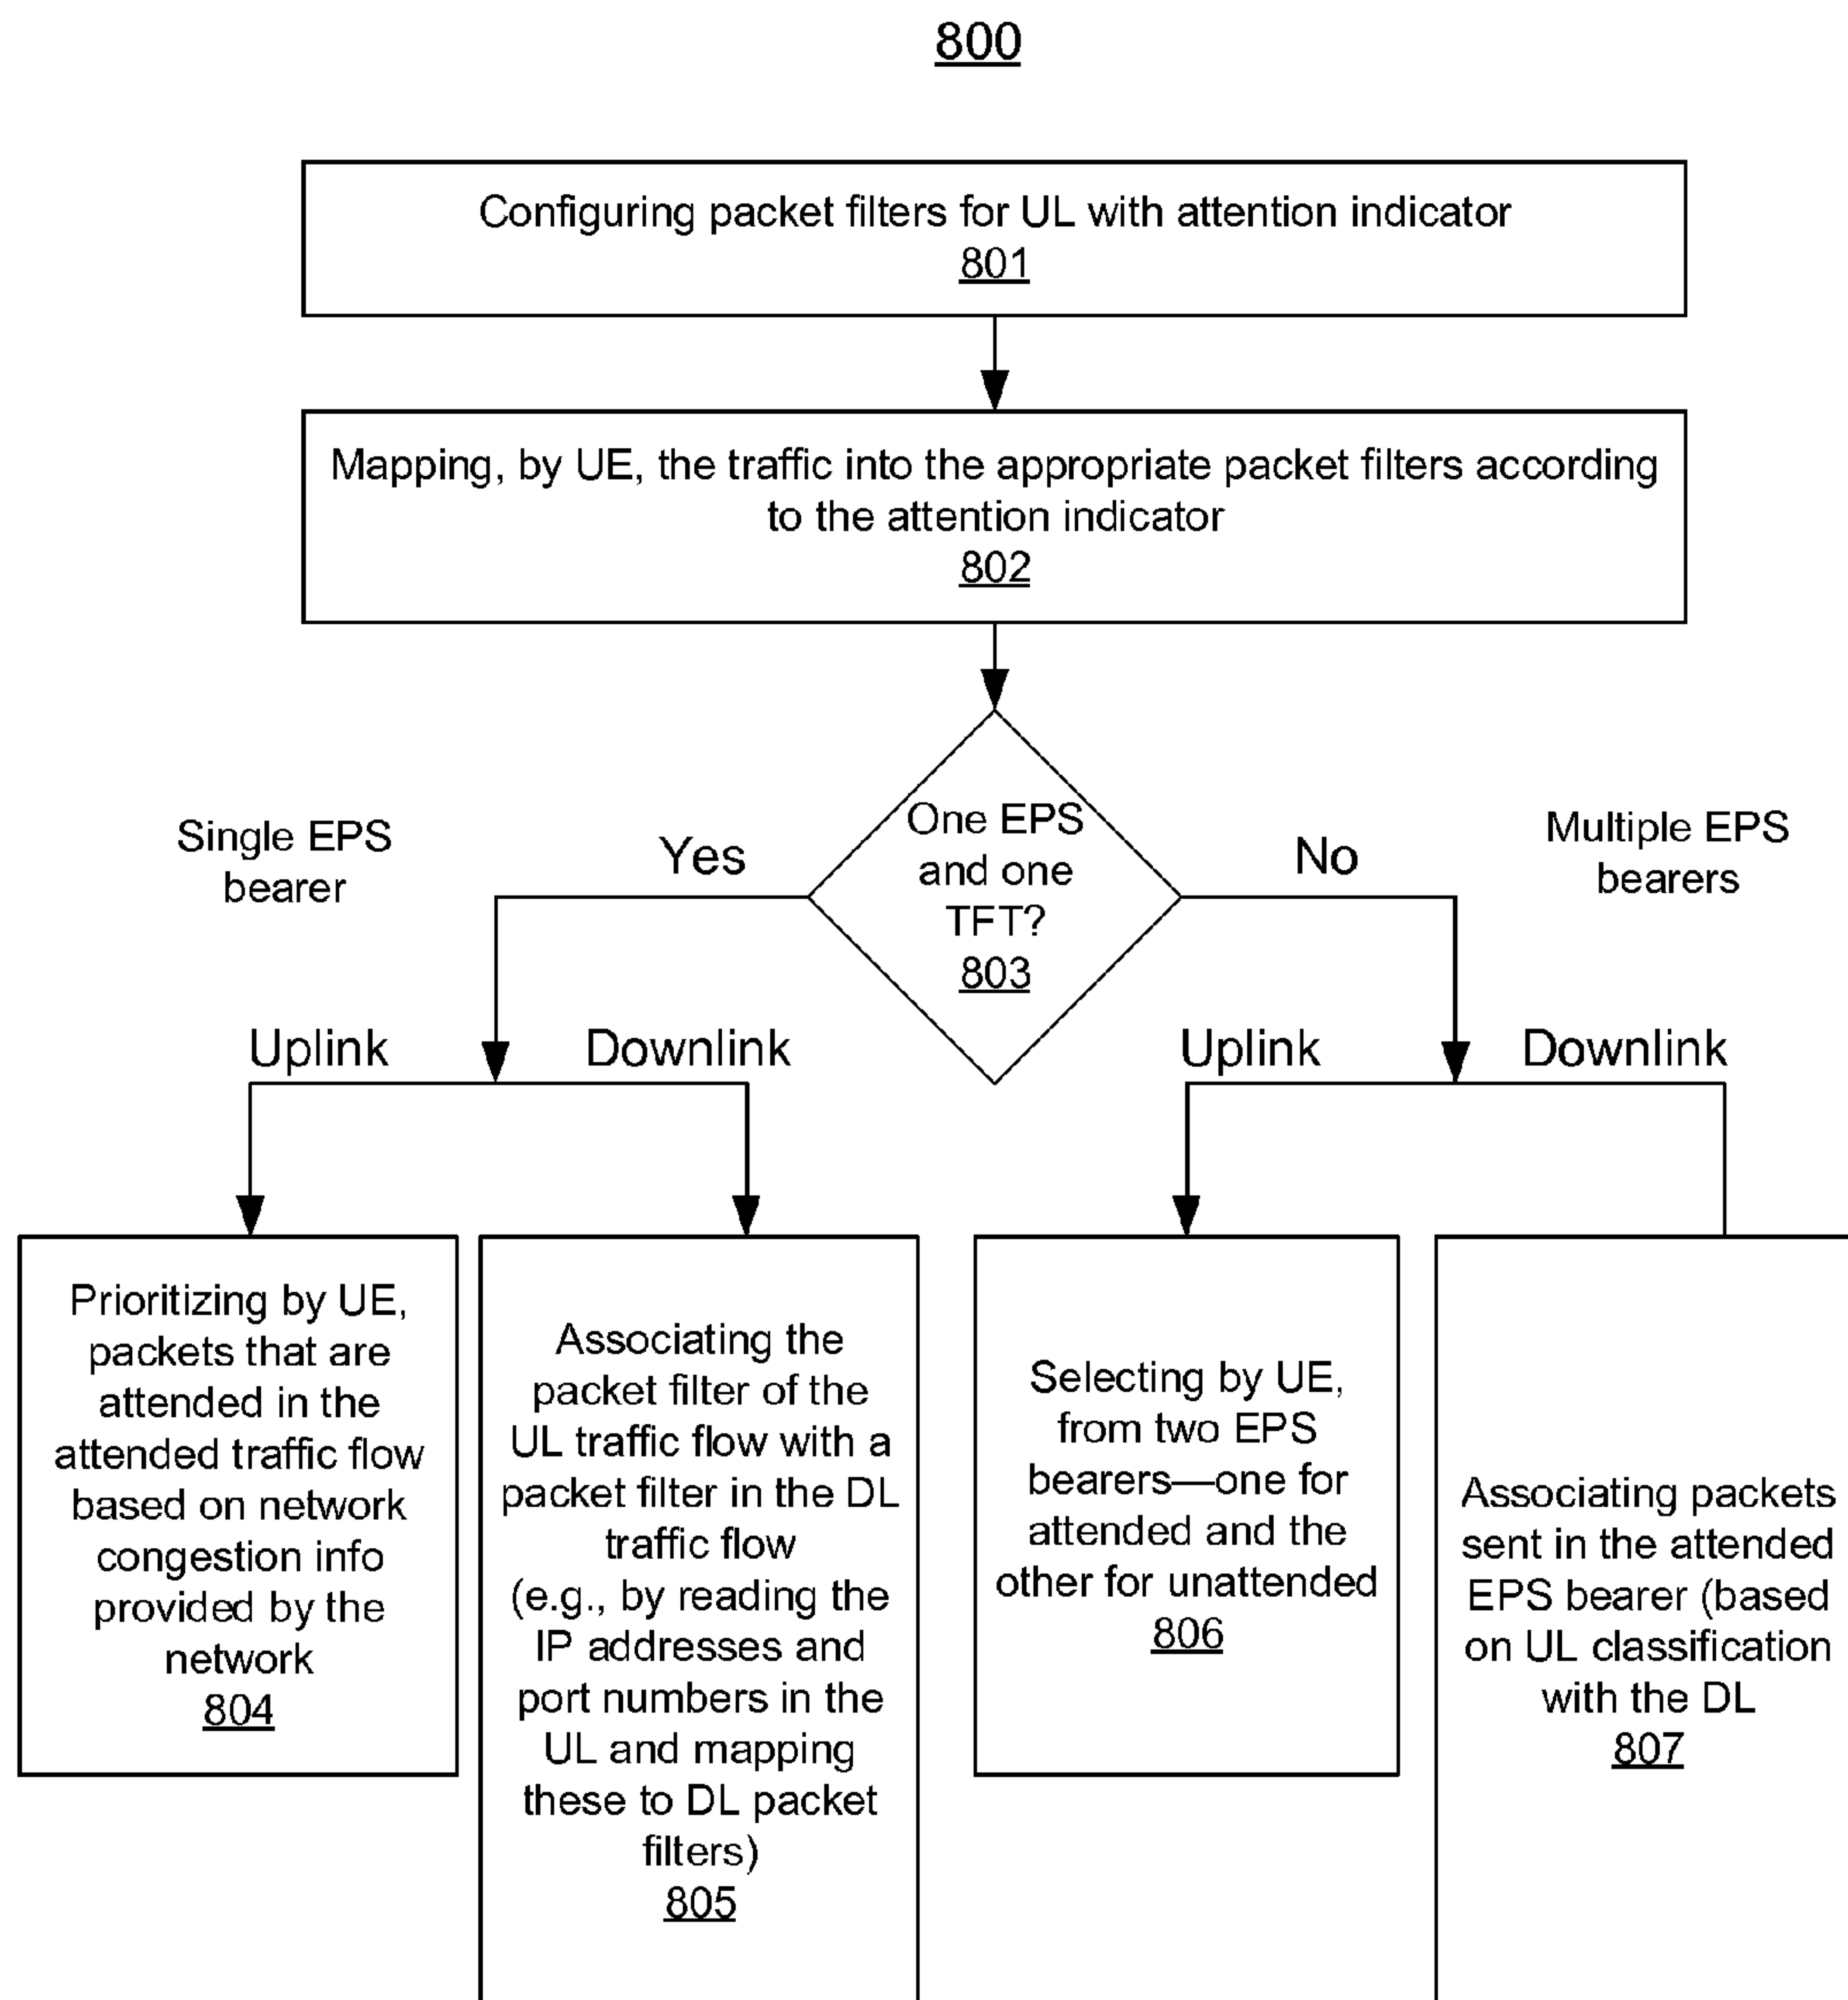 800
Configuring packet filters for UL with attention indicator
801
Mapping, by UE, the traffic into the appropriate packet filters according
to the attention indicator
802
One EPS
and one
TFT?
803
Single EPS
bearer
Yes
No
Multiple EPS
bearers
Uplink
Downlink
Uplink
Downlink
Prioritizing by UE,
packets that are
attended in the
attended traffic flow
based on network
congestion info
provided by the
network
804
Associating the
packet filter of the
UL traffic flow with a
packet filter in the DL
traffic flow
(e.g., by reading the
IP addresses and
port numbers in the
UL and mapping
these to DL packet
filters)
805
Selecting by UE,
from two EPS
bearers—one for
attended and the
other for unattended
806
Associating packets
sent in the attended
EPS bearer (based
on UL classification
with the DL
807